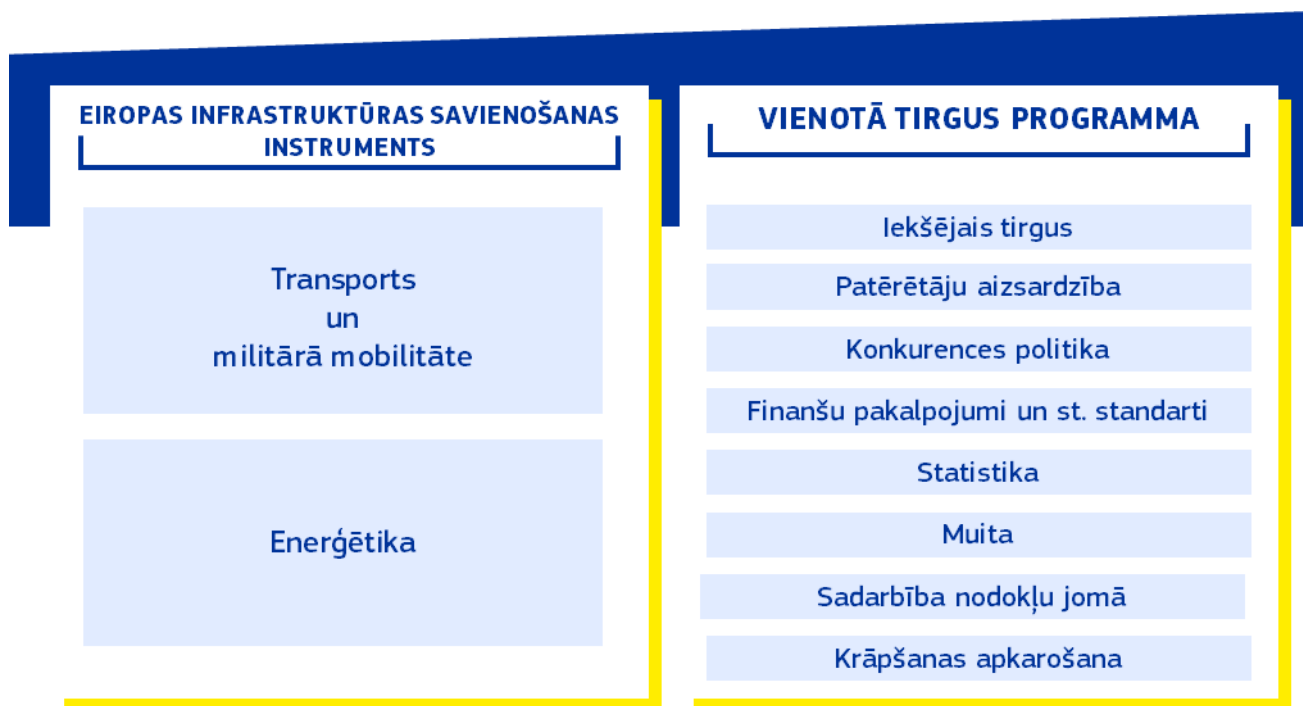 EIROPAS INFRASTRUKTŪRAS SAVIENOŠANAS
INSTRUMENTS
Transports
un
militārā mobilitāte
Enerģētika
VIENOTĀ TIRGUS PROGRAMMA
Iekšējais tirgus
Patērētāju aizsardzība
Konkurences politika
Finanšu pakalpojumi un st. standarti
Statistika
Muita
Sadarbība nodokļu jomā
Krāpšanas apkarošana